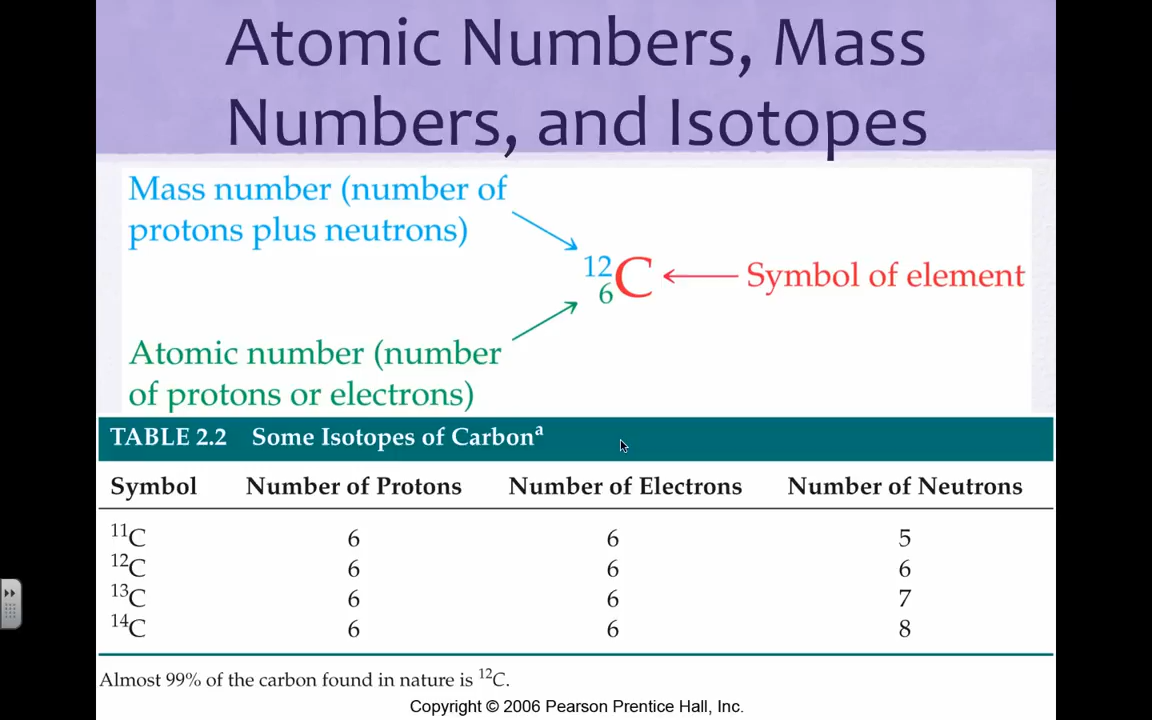 Atomic Numbers, Mass
Numbers, and Isotopes
Mass number (number of
protons plus neutrons)
12
6
C
Symbol of element
Atomic number (number
of protons or electrons)
TABLE 2.2 Some Isotopes of Carbonᵃ
Symbol Number of Protons Number of Electrons Number of Neutrons
¹¹C 6 6 5
¹²C 6 6 6
¹³C 6 6 7
¹⁴C 6 6 8
Almost 99% of the carbon found in nature is ¹²C.
Copyright © 2006 Pearson Prentice Hall, Inc.